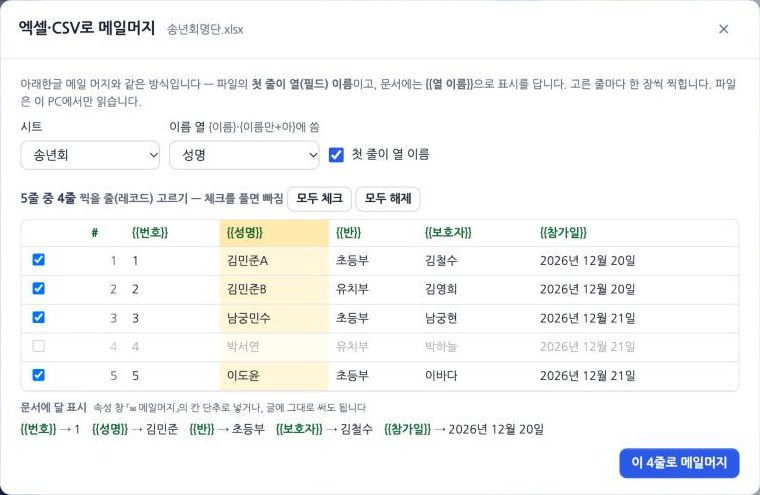 엑셀·CSV로 메일머지 송년회명단.xlsx
아래한글 메일 머지와 같은 방식입니다 — 파일의 첫 줄이 열(필드) 이름이고, 문서에는 {{열 이름}}으로 표시를 답니다. 고른 줄마다 한 장씩 찍힙니다. 파일
은 이 PC에서만 읽습니다.
시트 이름 열 {이름}·{이름만+아}에 씀
송년회 성명 첫 줄이 열 이름
5줄 중 4줄 찍을 줄(레코드) 고르기 — 체크를 풀면 빠짐 모두 체크 모두 해제
# {{번호}} {{성명}} {{반}} {{보호자}} {{참가일}}
1 1 김민준A 초등부 김철수 2026년 12월 20일
2 2 김민준B 유치부 김영희 2026년 12월 20일
3 3 남궁민수 초등부 남궁현 2026년 12월 21일
4 4 박서연 유치부 박하늘 2026년 12월 21일
5 5 이도윤 초등부 이바다 2026년 12월 21일
문서에 달 표시 속성 창 「✉ 메일머지」의 칸 단추로 넣거나, 글에 그대로 써도 됩니다
{{번호}} → 1 {{성명}} → 김민준 {{반}} → 초등부 {{보호자}} → 김철수 {{참가일}} → 2026년 12월 20일
이 4줄로 메일머지